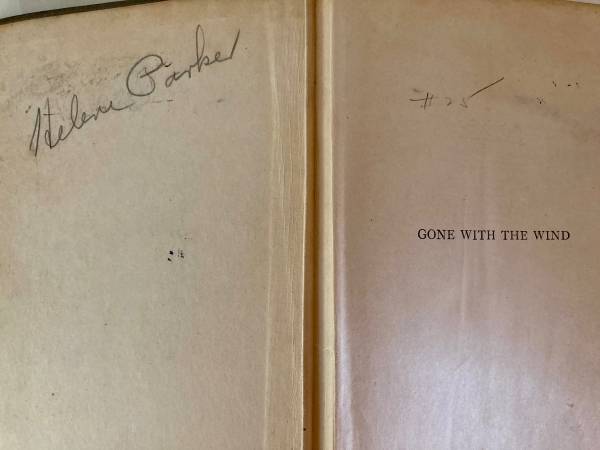 Helene Parker
# 25
GONE WITH THE WIND